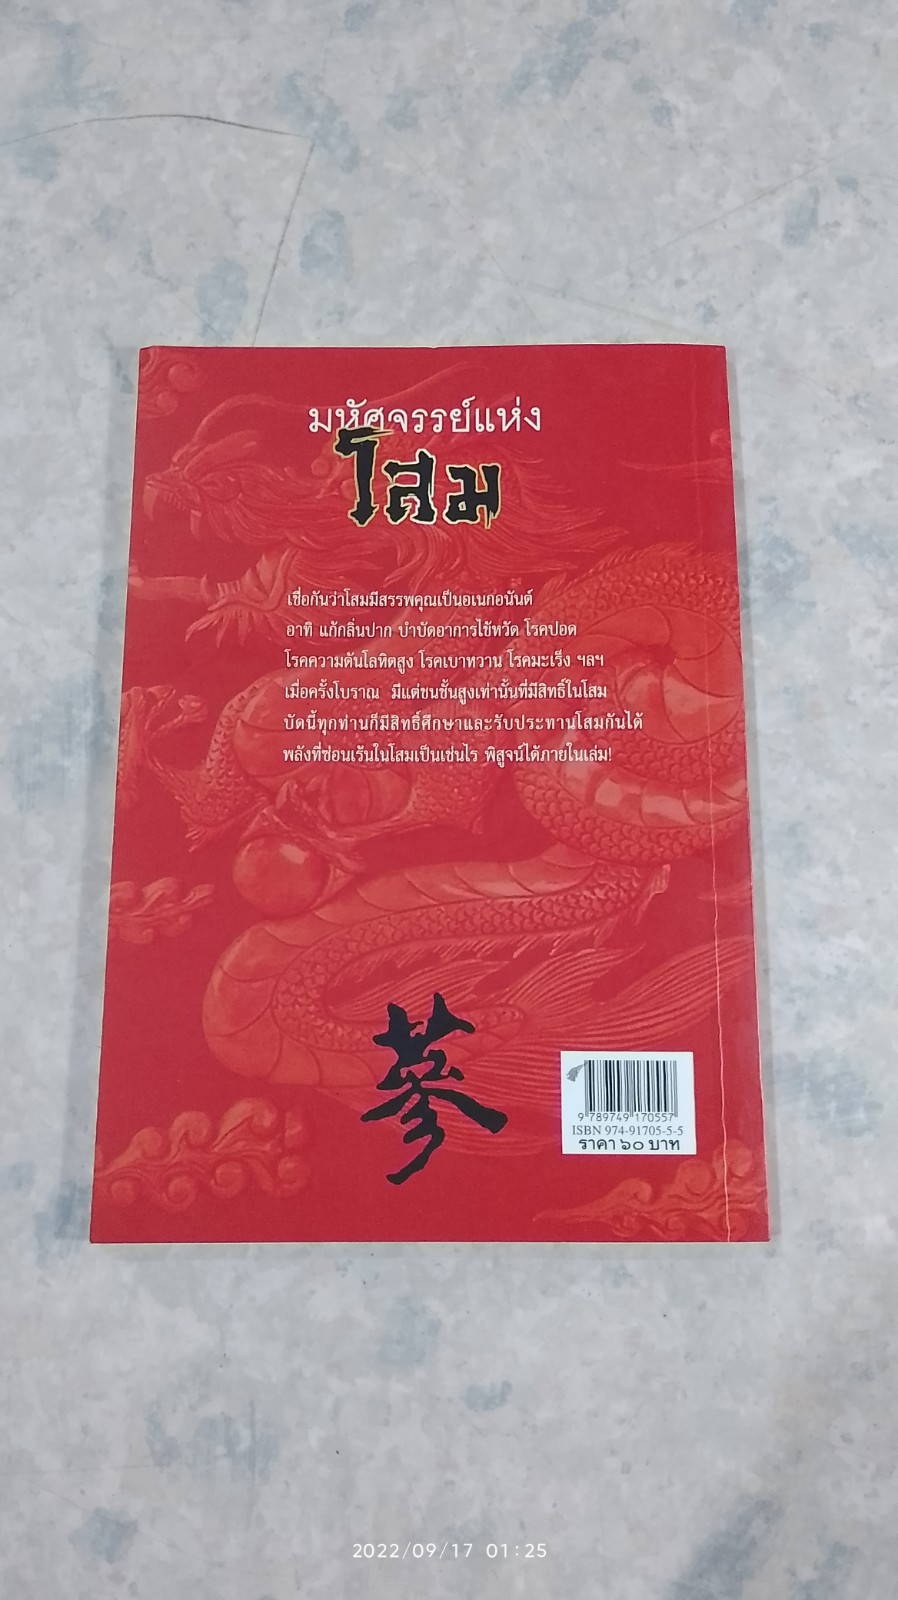 มหัศจรรย์แห่ง
โสม
เชื่อกันว่าโสมมีสรรพคุณเป็นอเนกอนันต์
อาทิ แก้กลิ่นปาก บำบัดอาการไข้หวัด โรคปอด
โรคความดันโลหิตสูง โรคเบาหวาน โรคมะเร็ง ฯลฯ
เมื่อครั้งโบราณ มีแต่ชนชั้นสูงเท่านั้นที่มีสิทธิ์ในโสม
บัดนี้ทุกท่านก็มีสิทธิ์ศึกษาและรับประทานโสมกันได้
พลังที่ซ่อนเร้นในโสมเป็นเช่นไร พิสูจน์ได้ภายในเล่ม!
蔘
9 789749 170557
ISBN 974-91705-5-5
ราคา ๖๐ บาท
2022/09/17 01:25